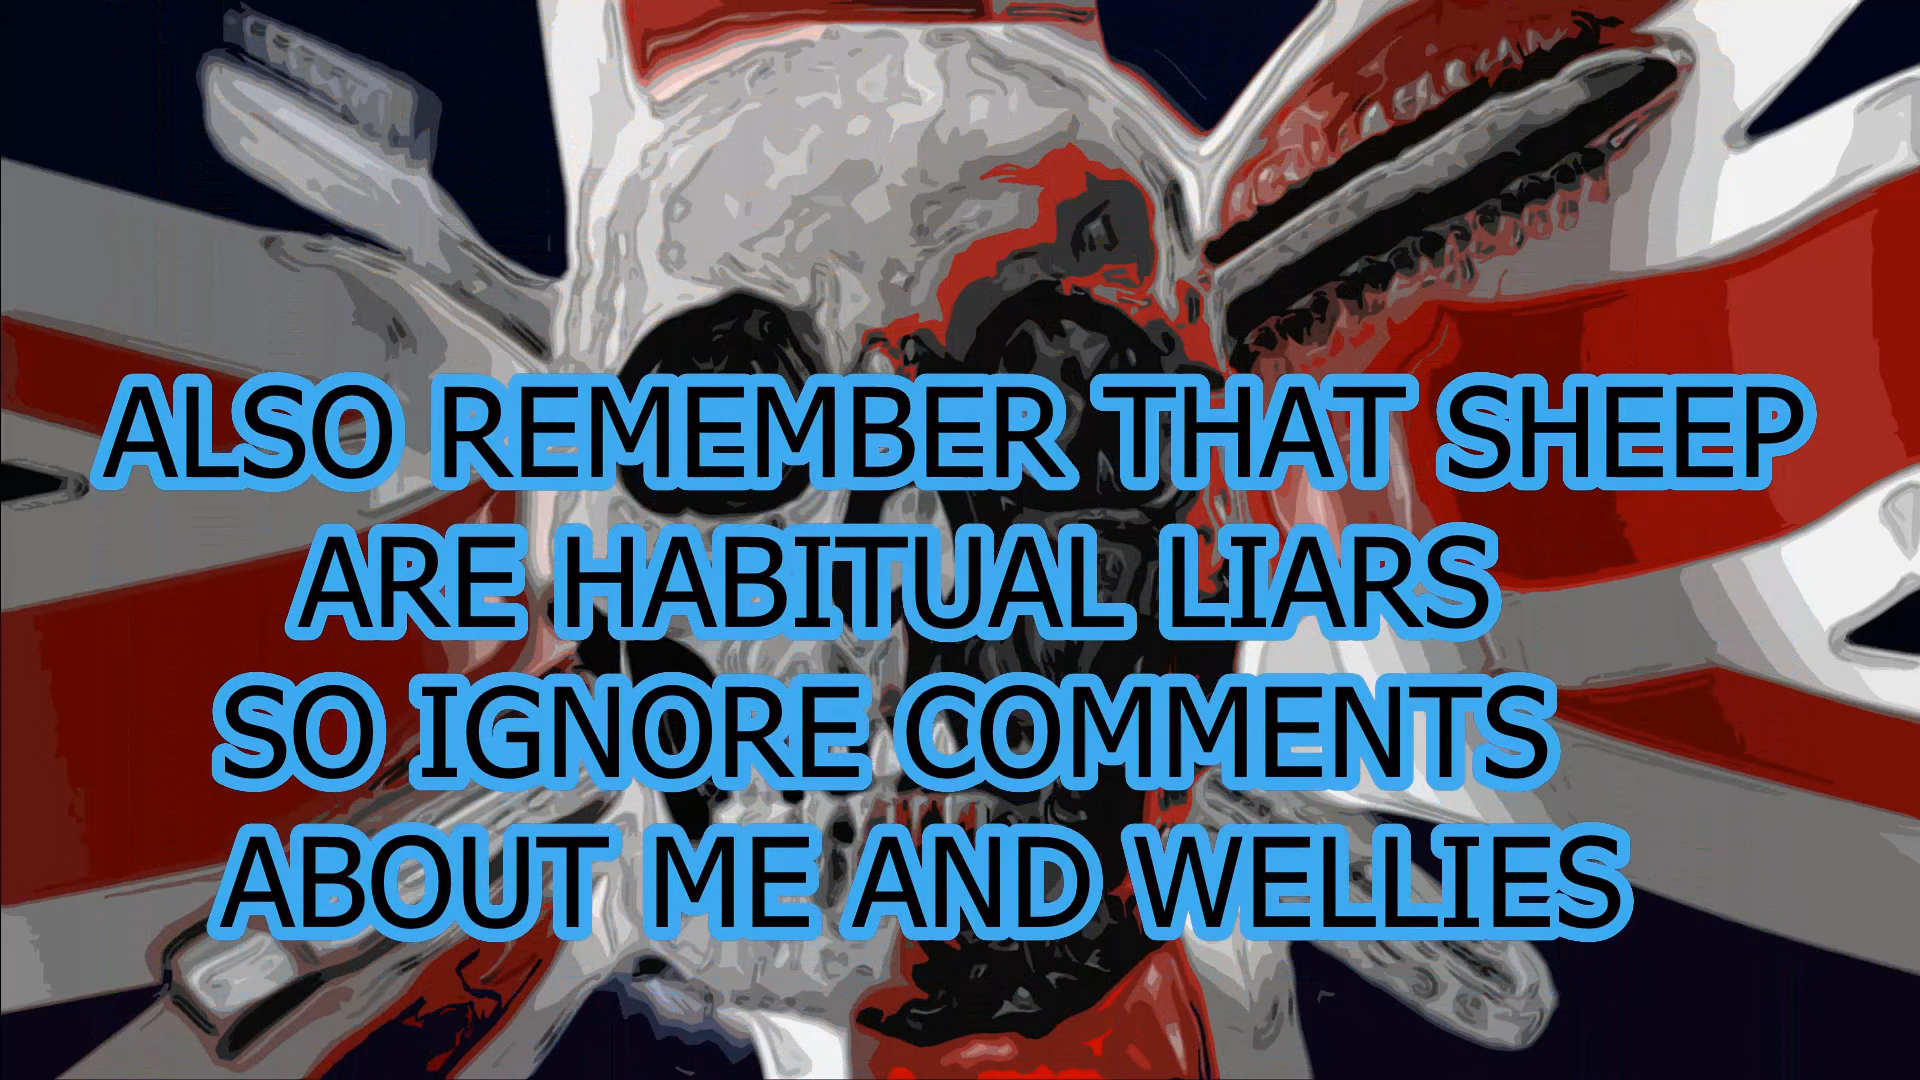 ALSO REMEMBER THAT SHEEP
ARE HABITUAL LIARS
SO IGNORE COMMENTS
ABOUT ME AND WELLIES